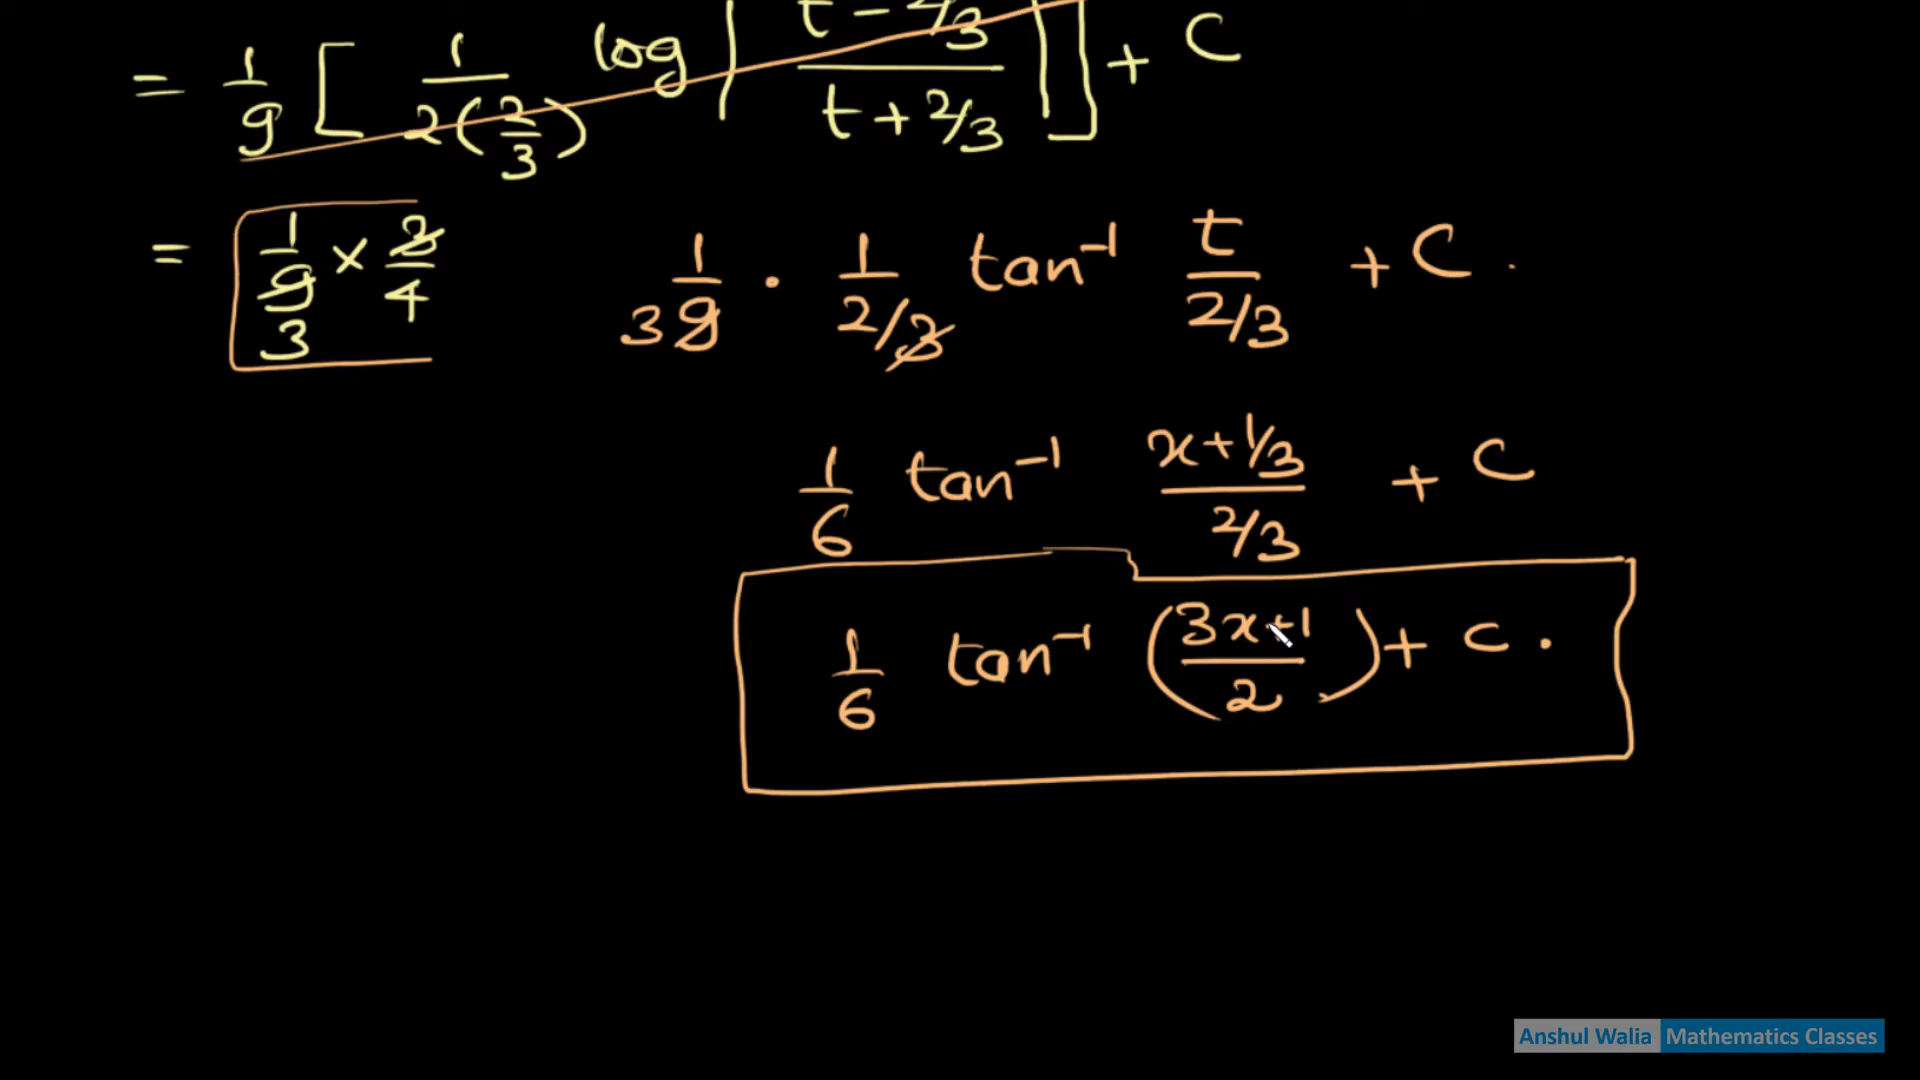 = 1/9 [ 1/2(2/3) log | t - 2/3 / t + 2/3 | ] + C
= 1/9 3 × 3/4 3 1/9 · 1/2/3 tan⁻¹ t/2/3 + C .
1/6 tan⁻¹ x+1/3 / 2/3 + C
1/6 tan⁻¹ (3x+1/2) + C .
Anshul Walia Mathematics Classes